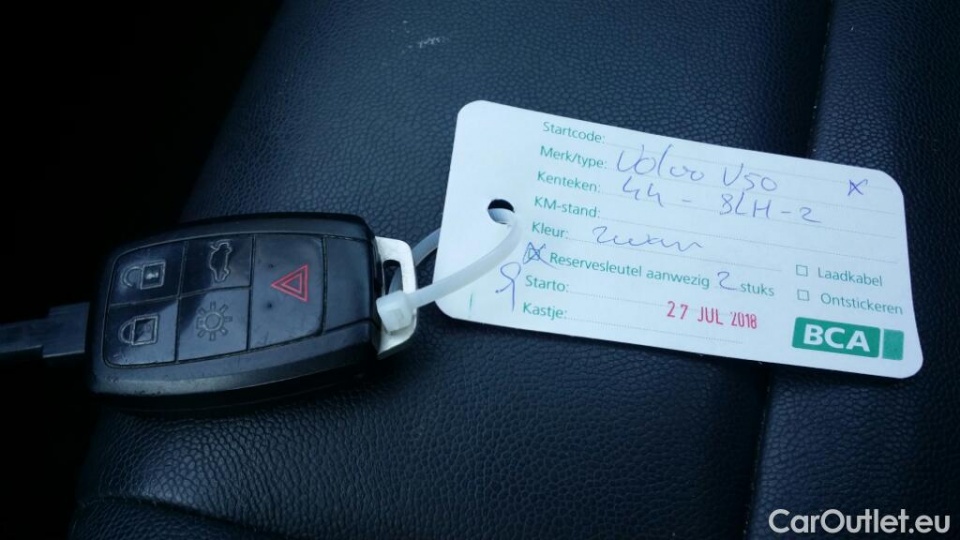 Startcode:
Merk/type: Volvo V50 x
Kenteken: 44 - SLH - 2
KM-stand:
Kleur: zwart
x Reservesleutel aanwezig 2 stuks
Laadkabel
Starto:
Ontstickeren
Kastje: 27 JUL 2018
BCA
CarOutlet.eu